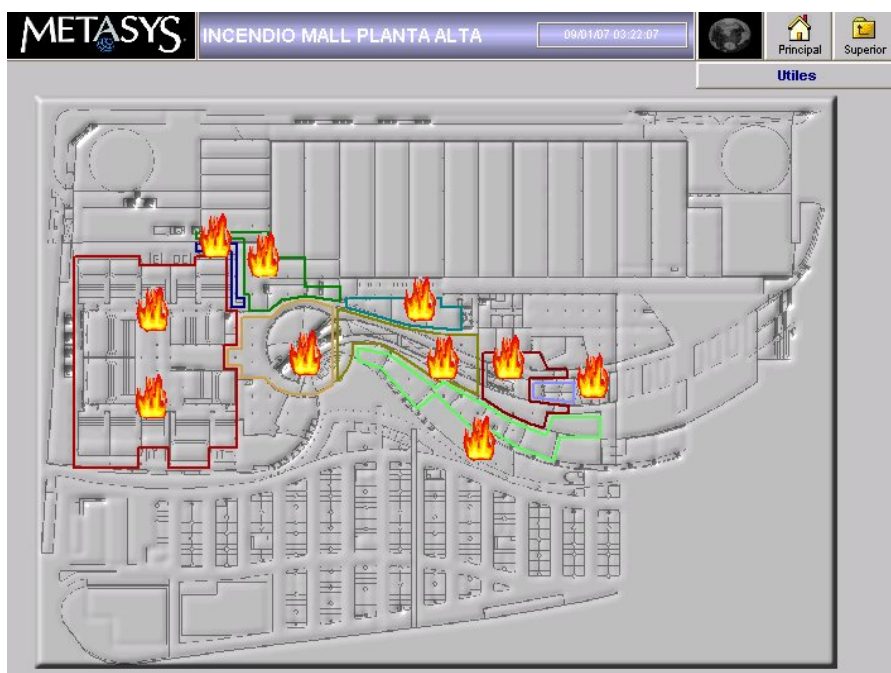 METASYS
INCENDIO MALL PLANTA ALTA
09/01/07 03:22:07
Principal
Superior
Utiles